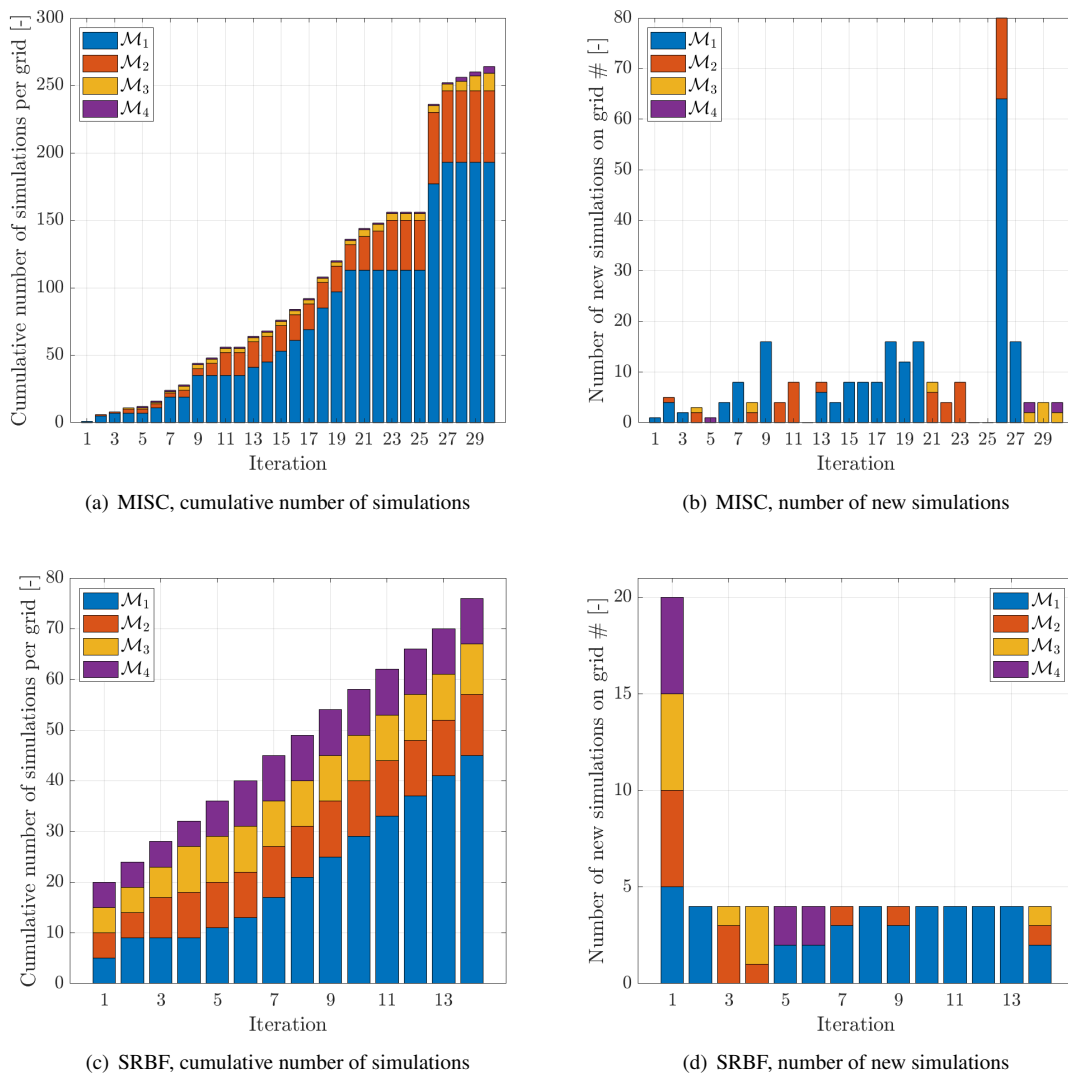 Cumulative number of simulations per grid [-]
300
250
200
150
100
50
0
ℳ₁
ℳ₂
ℳ₃
ℳ₄
1 3 5 7 9 11 13 15 17 19 21 23 25 27 29
Iteration
(a) MISC, cumulative number of simulations
Number of new simulations on grid # [-]
80
70
60
50
40
30
20
10
0
ℳ₁
ℳ₂
ℳ₃
ℳ₄
1 3 5 7 9 11 13 15 17 19 21 23 25 27 29
Iteration
(b) MISC, number of new simulations
Cumulative number of simulations per grid [-]
80
70
60
50
40
30
20
10
0
ℳ₁
ℳ₂
ℳ₃
ℳ₄
1 3 5 7 9 11 13
Iteration
(c) SRBF, cumulative number of simulations
Number of new simulations on grid # [-]
20
15
10
5
0
ℳ₁
ℳ₂
ℳ₃
ℳ₄
1 3 5 7 9 11 13
Iteration
(d) SRBF, number of new simulations